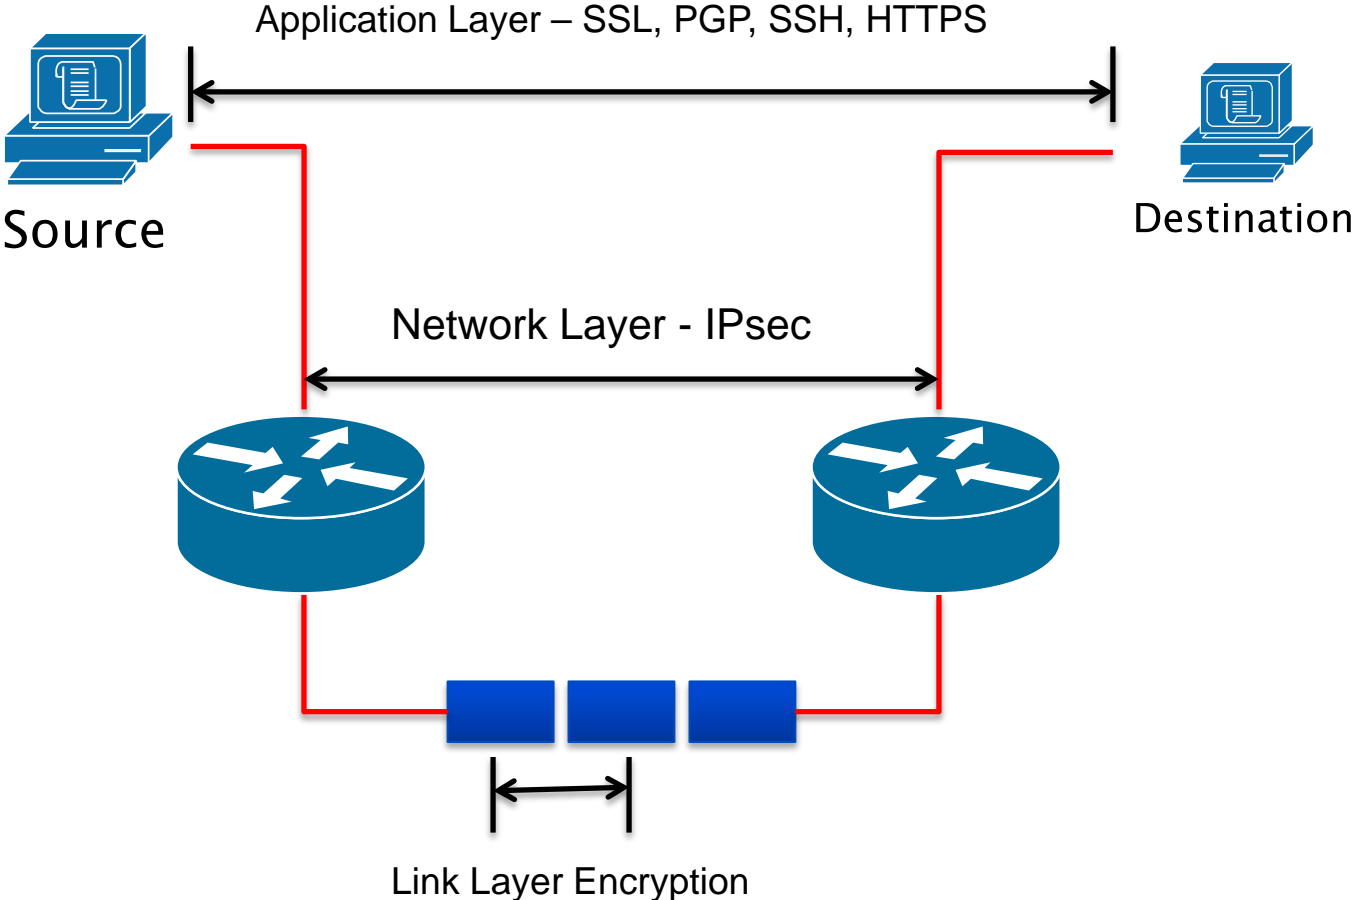 Application Layer – SSL, PGP, SSH, HTTPS
Source
Destination
Network Layer - IPsec
Link Layer Encryption